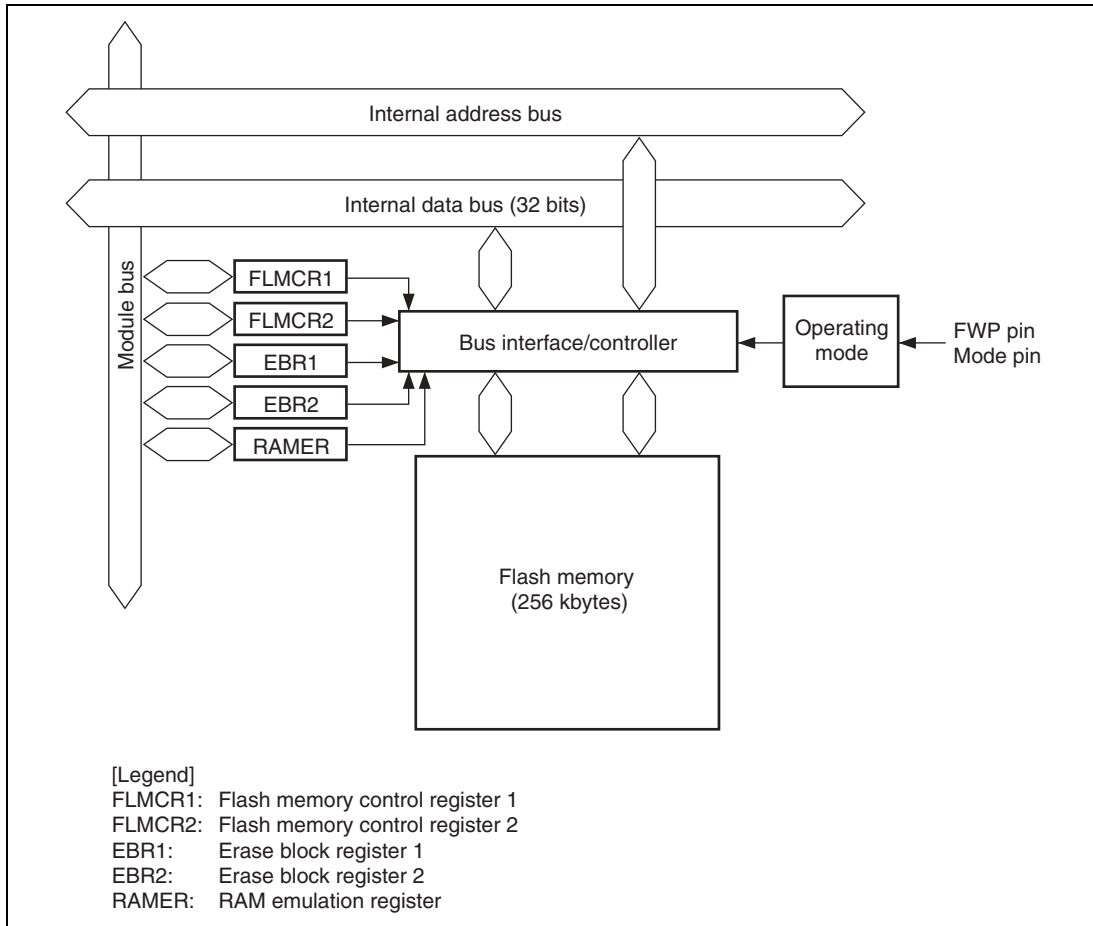 Internal address bus
Internal data bus (32 bits)
Module bus
FLMCR1
FLMCR2
EBR1
EBR2
RAMER
Bus interface/controller
Operating
mode
FWP pin
Mode pin
Flash memory
(256 kbytes)
[Legend]
FLMCR1: Flash memory control register 1
FLMCR2: Flash memory control register 2
EBR1: Erase block register 1
EBR2: Erase block register 2
RAMER: RAM emulation register